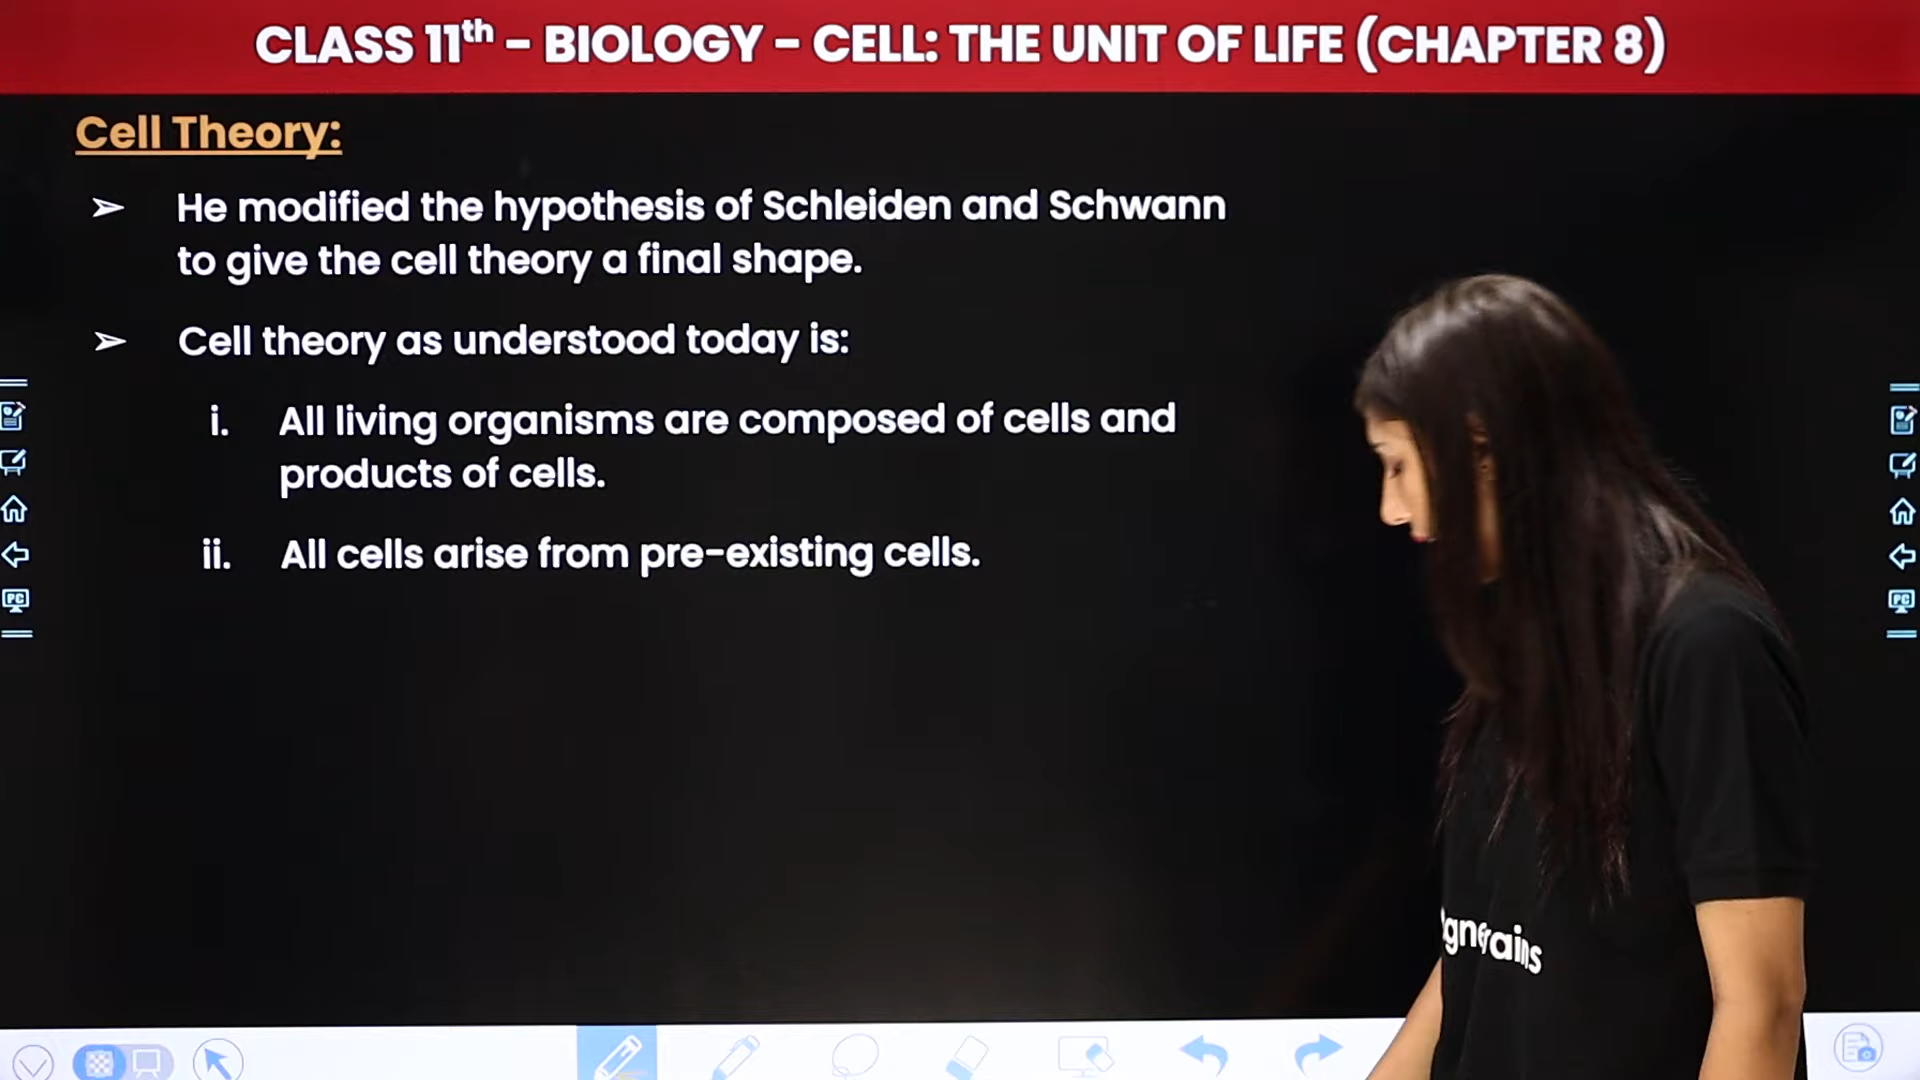 CLASS 11th - BIOLOGY - CELL: THE UNIT OF LIFE (CHAPTER 8)
Cell Theory:
➢ He modified the hypothesis of Schleiden and Schwann
to give the cell theory a final shape.
➢ Cell theory as understood today is:
i. All living organisms are composed of cells and
products of cells.
ii. All cells arise from pre-existing cells.
PC
PC